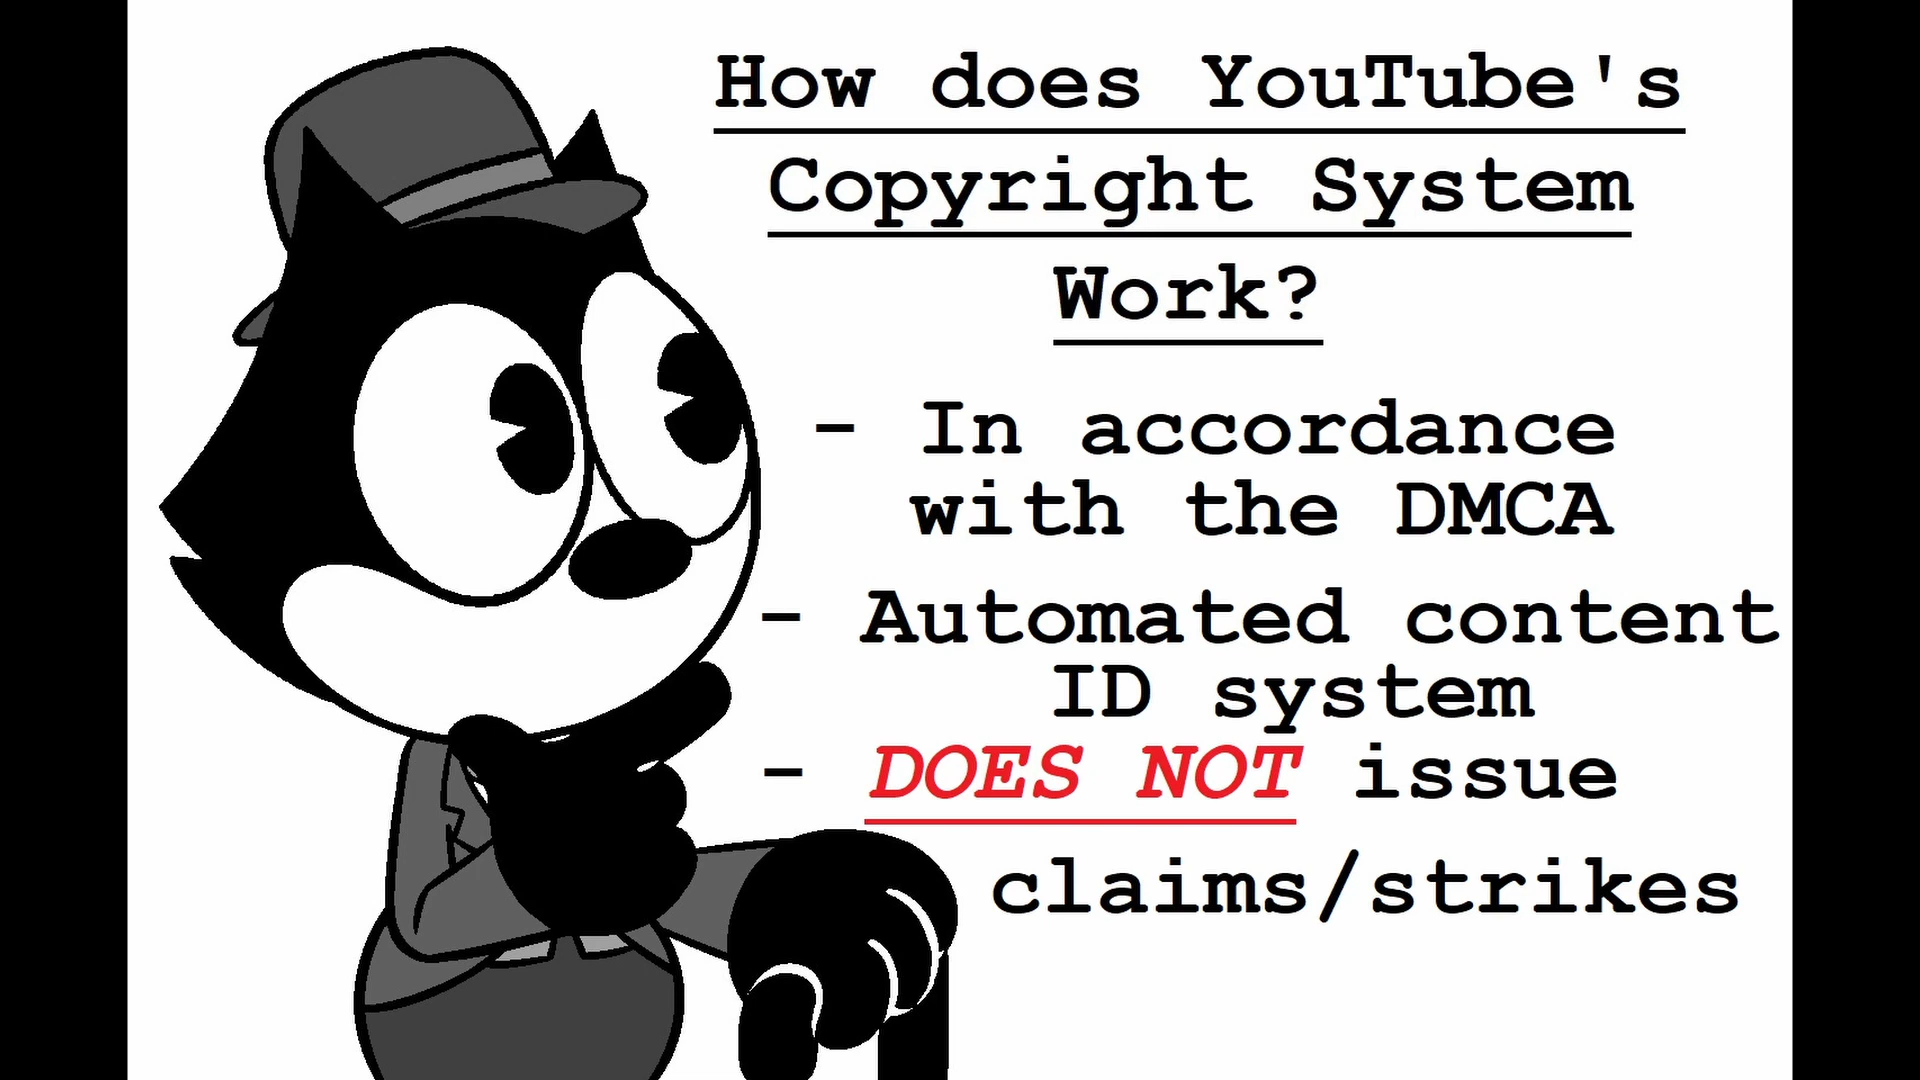 How does YouTube's
Copyright System
Work?
- In accordance
with the DMCA
- Automated content
ID system
- DOES NOT issue
claims/strikes